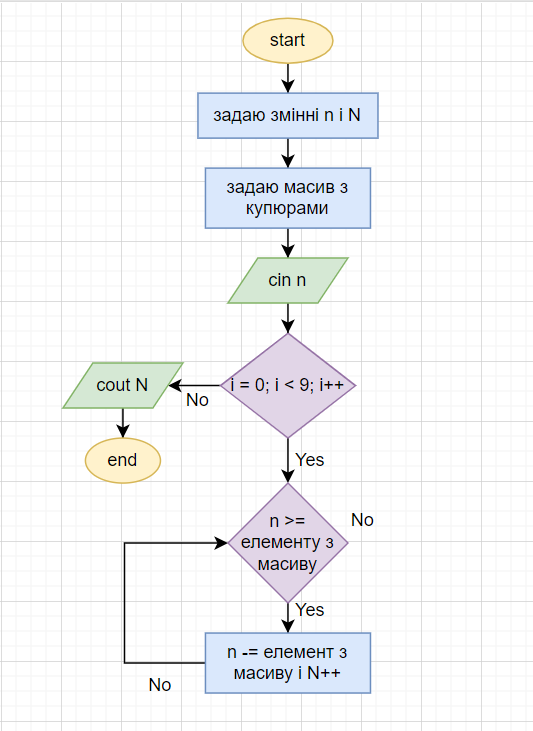 start
задаю змінні n і N
задаю масив з
купюрами
cin n
i = 0; i < 9; i++
No
cout N
end
Yes
n >=
елементу з
масиву
No
Yes
n -= елемент з
масиву і N++
No